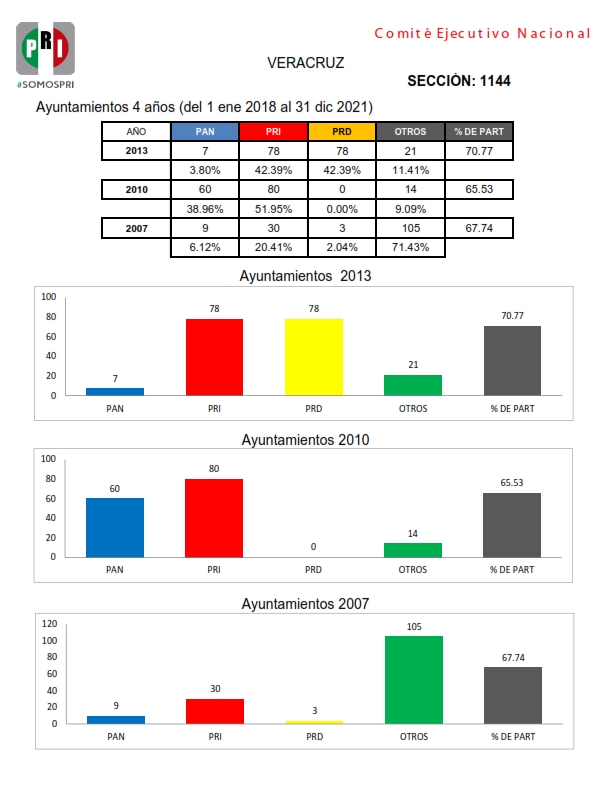 Comité Ejecutivo Nacional
PRI
#SOMOSPRI
VERACRUZ
SECCIÓN: 1144
Ayuntamientos 4 años (del 1 ene 2018 al 31 dic 2021)
AÑO PAN PRI PRD OTROS % DE PART
2013 7 78 78 21 70.77
3.80% 42.39% 42.39% 11.41%
2010 60 80 0 14 65.53
38.96% 51.95% 0.00% 9.09%
2007 9 30 3 105 67.74
6.12% 20.41% 2.04% 71.43%
Ayuntamientos 2013
100
80
60
40
20
0
7 78 78 21 70.77
PAN PRI PRD OTROS % DE PART
Ayuntamientos 2010
100
80
60
40
20
0
60 80 0 14 65.53
PAN PRI PRD OTROS % DE PART
Ayuntamientos 2007
120
100
80
60
40
20
0
9 30 3 105 67.74
PAN PRI PRD OTROS % DE PART